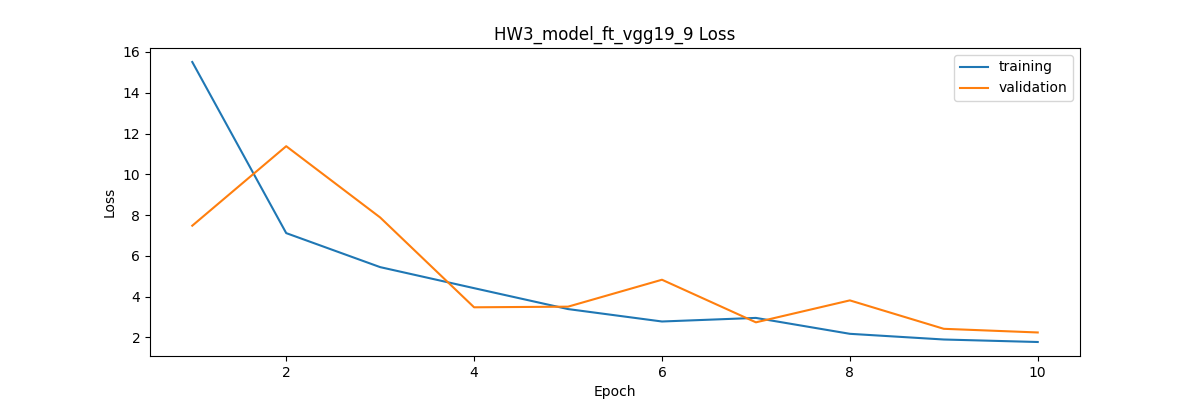 HW3_model_ft_vgg19_9 Loss
training
validation
16
14
12
10
8
6
4
2
Loss
2
4
6
8
10
Epoch